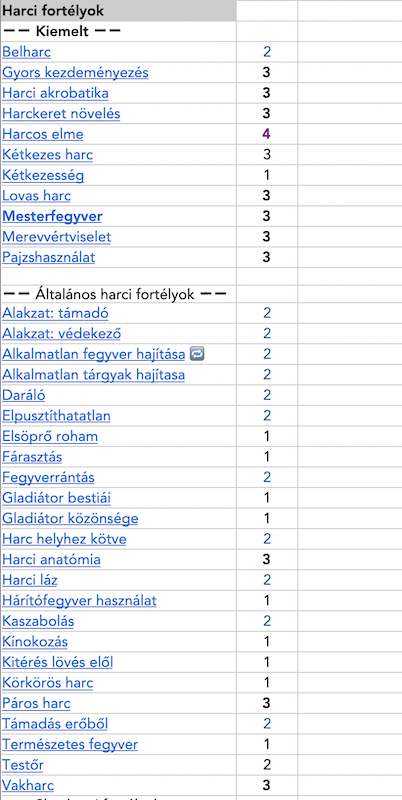 Harci fortélyok
—— Kiemelt ——
Belharc 2
Gyors kezdeményezés 3
Harci akrobatika 3
Harckeret növelés 3
Harcos elme 4
Kétkezes harc 3
Kétkezesség 1
Lovas harc 3
Mesterfegyver 3
Merevvértviselet 3
Pajzshasználat 3
—— Általános harci fortélyok ——
Alakzat: támadó 2
Alakzat: védekező 2
Alkalmatlan fegyver hajítása 2
Alkalmatlan tárgyak hajítasa 2
Daráló 2
Elpusztíthatatlan 2
Elsöprő roham 1
Fárasztás 1
Fegyverrántás 2
Gladiátor bestiái 1
Gladiátor közönsége 1
Harc helyhez kötve 2
Harci anatómia 3
Harci láz 2
Hárítófegyver használat 1
Kaszabolás 2
Kínokozás 1
Kitérés lövés elől 1
Körkörös harc 1
Páros harc 3
Támadás erőből 2
Természetes fegyver 1
Testőr 2
Vakharc 3